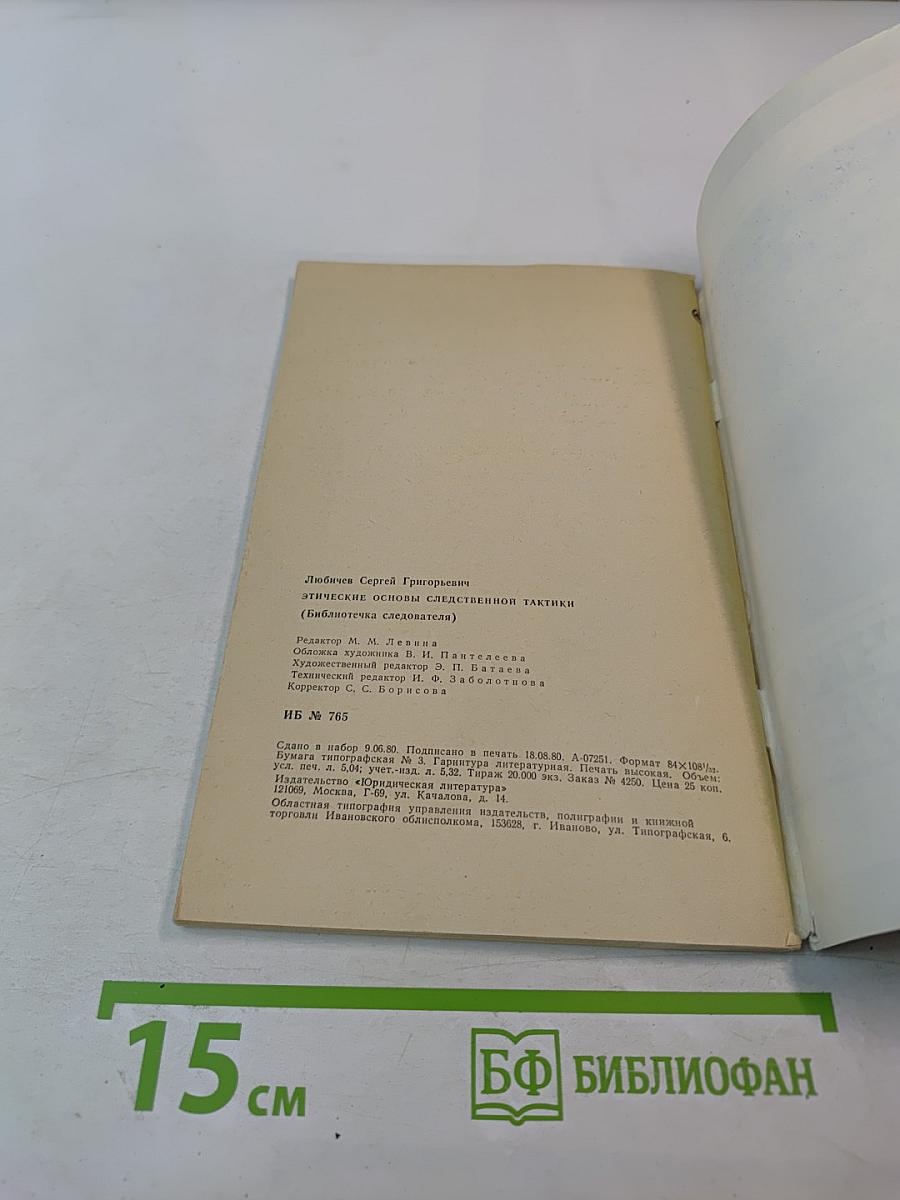 Любичев Сергей Григорьевич
ЭТИЧЕСКИЕ ОСНОВЫ СЛЕДСТВЕННОЙ ТАКТИКИ
(Библиотечка следователя)
Редактор М. М. Левина
Обложка художника В. И. Пантелеева
Художественный редактор Э. П. Батаева
Технический редактор И. Ф. Заболотнова
Корректор С. С. Борисова
ИБ № 765
Сдано в набор 9.06.80. Подписано в печать 18.08.80. А-07251. Формат 84×108¹/₃₂.
Бумага типографская № 3. Гарнитура литературная. Печать высокая. Объем:
усл. печ. л. 5,04; учет.-изд. л. 5,32. Тираж 20.000 экз. Заказ № 4250. Цена 25 коп.
Издательство «Юридическая литература»
121069, Москва, Г-69, ул. Качалова, д. 14.
Областная типография управления издательств, полиграфии и книжной
торговли Ивановского облисполкома, 153628, г. Иваново, ул. Типографская, 6.
15 см
БФ БИБЛИОФАН